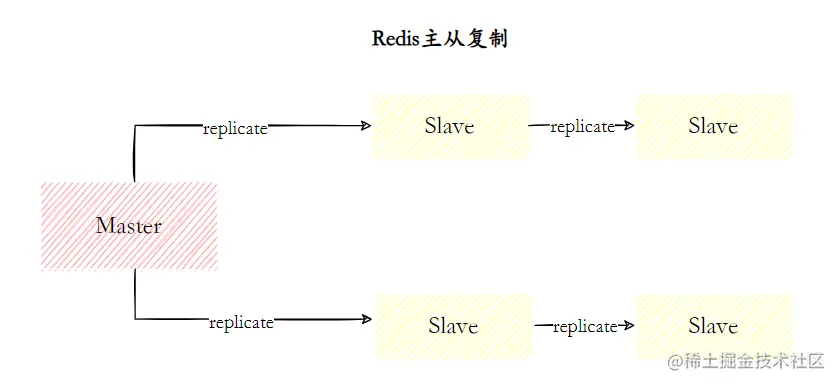 Redis主从复制
replicate
Slave
replicate
Slave
Master
replicate
Slave
replicate
Slave
@稀土掘金技术社区